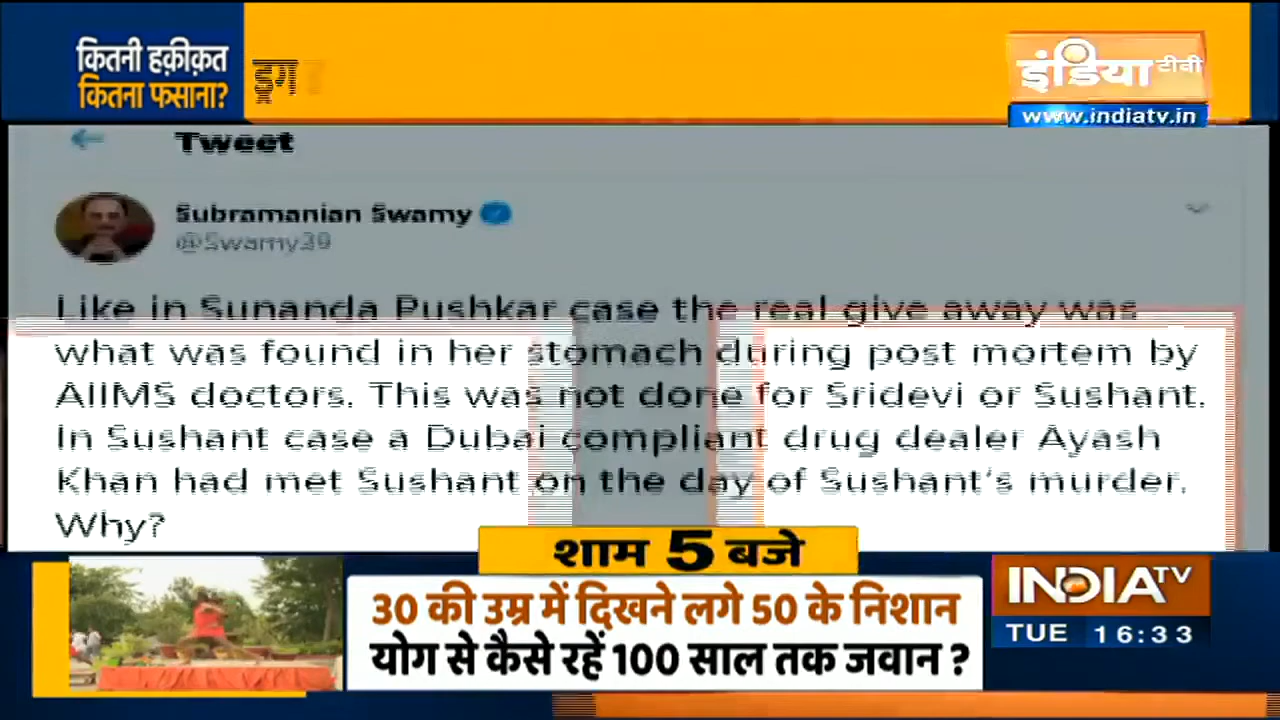 कितनी हक़ीक़त
कितना फसाना?
ड्रग
इंडिया टीवी
www.indiatv.in
Tweet
Subramanian Swamy
@Swamy39
Like in Sunanda Pushkar case the real give away was
what was found in her stomach during post mortem by
AIIMS doctors. This was not done for Sridevi or Sushant.
In Sushant case a Dubai compliant drug dealer Ayash
Khan had met Sushant on the day of Sushant's murder.
Why?
शाम 5 बजे
30 की उम्र में दिखने लगे 50 के निशान
योग से कैसे रहें 100 साल तक जवान ?
INDIA TV
TUE 16:33